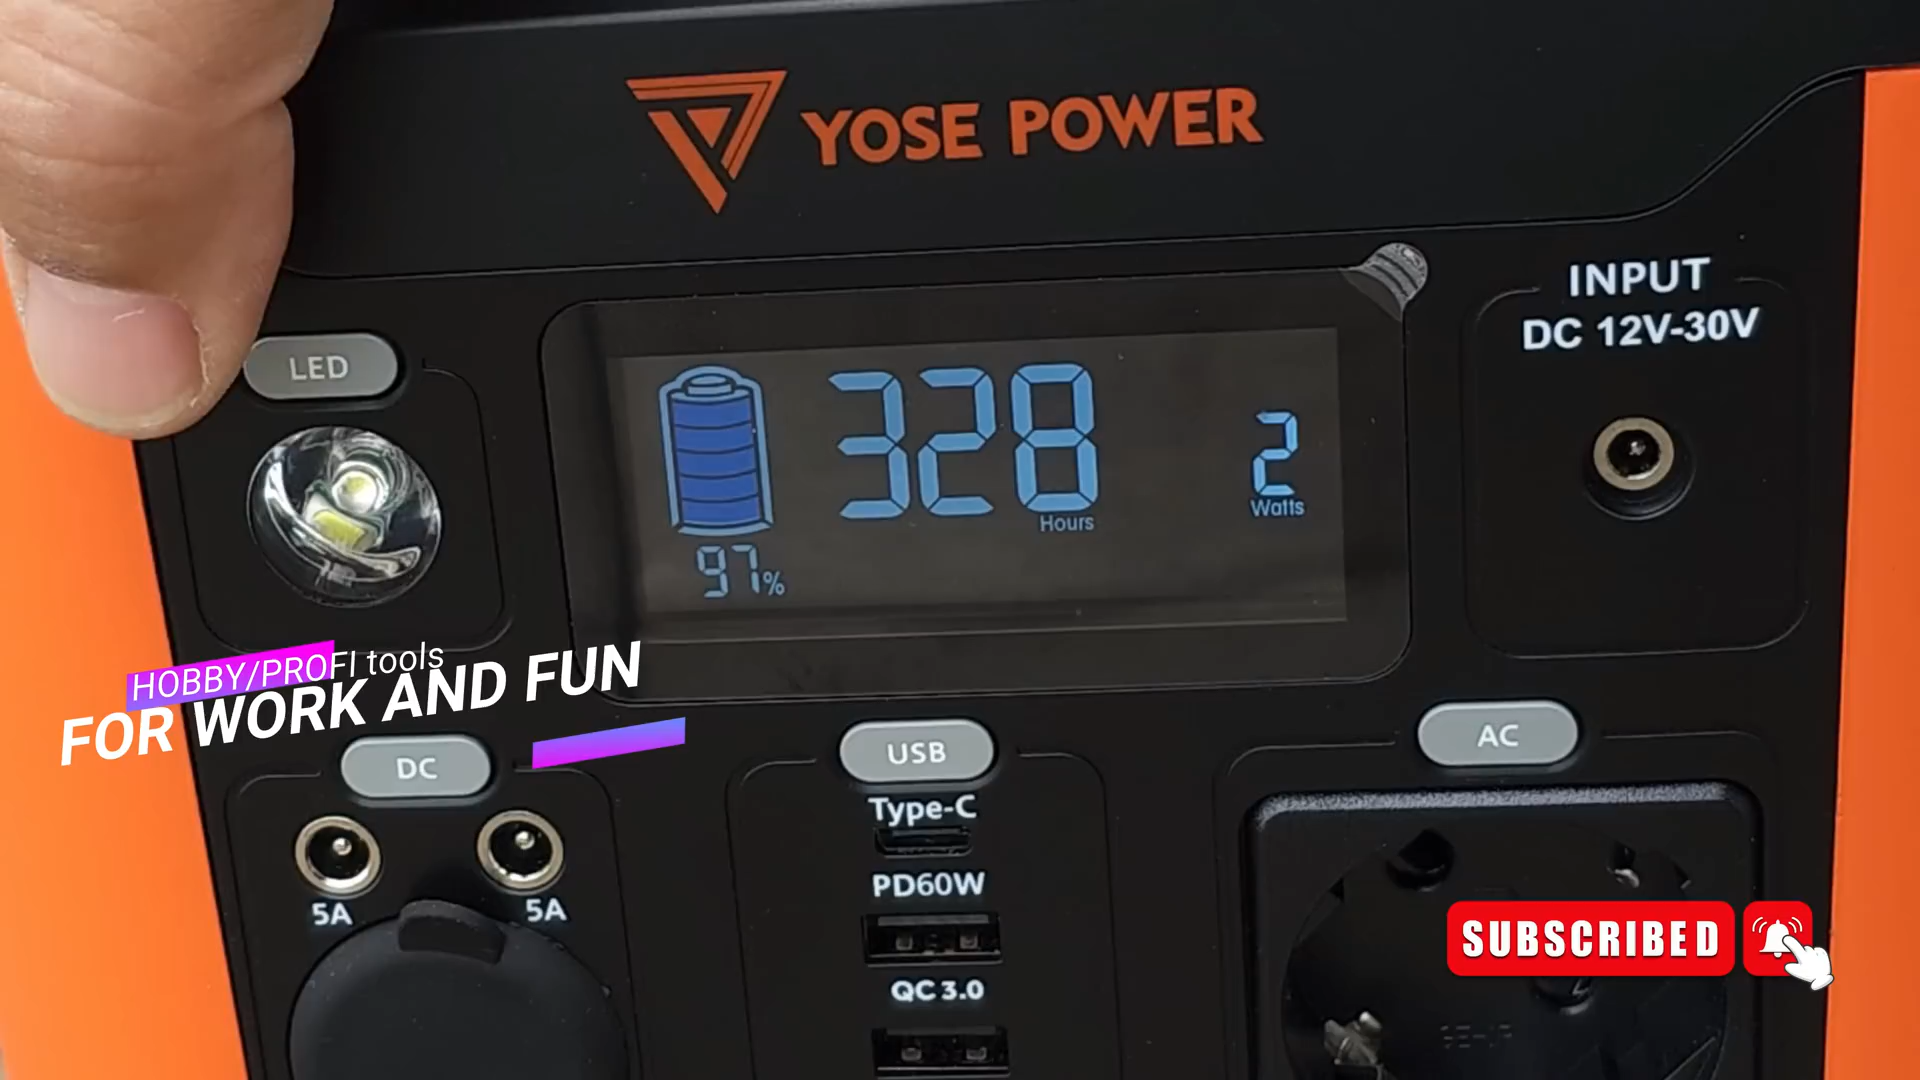 YOSE POWER
INPUT
DC 12V-30V
LED
328
Hours
2
Watts
97%
HOBBY/PROFI tools
FOR WORK AND FUN
DC
USB
AC
Type-C
PD60W
5A
5A
QC 3.0
SUBSCRIBED